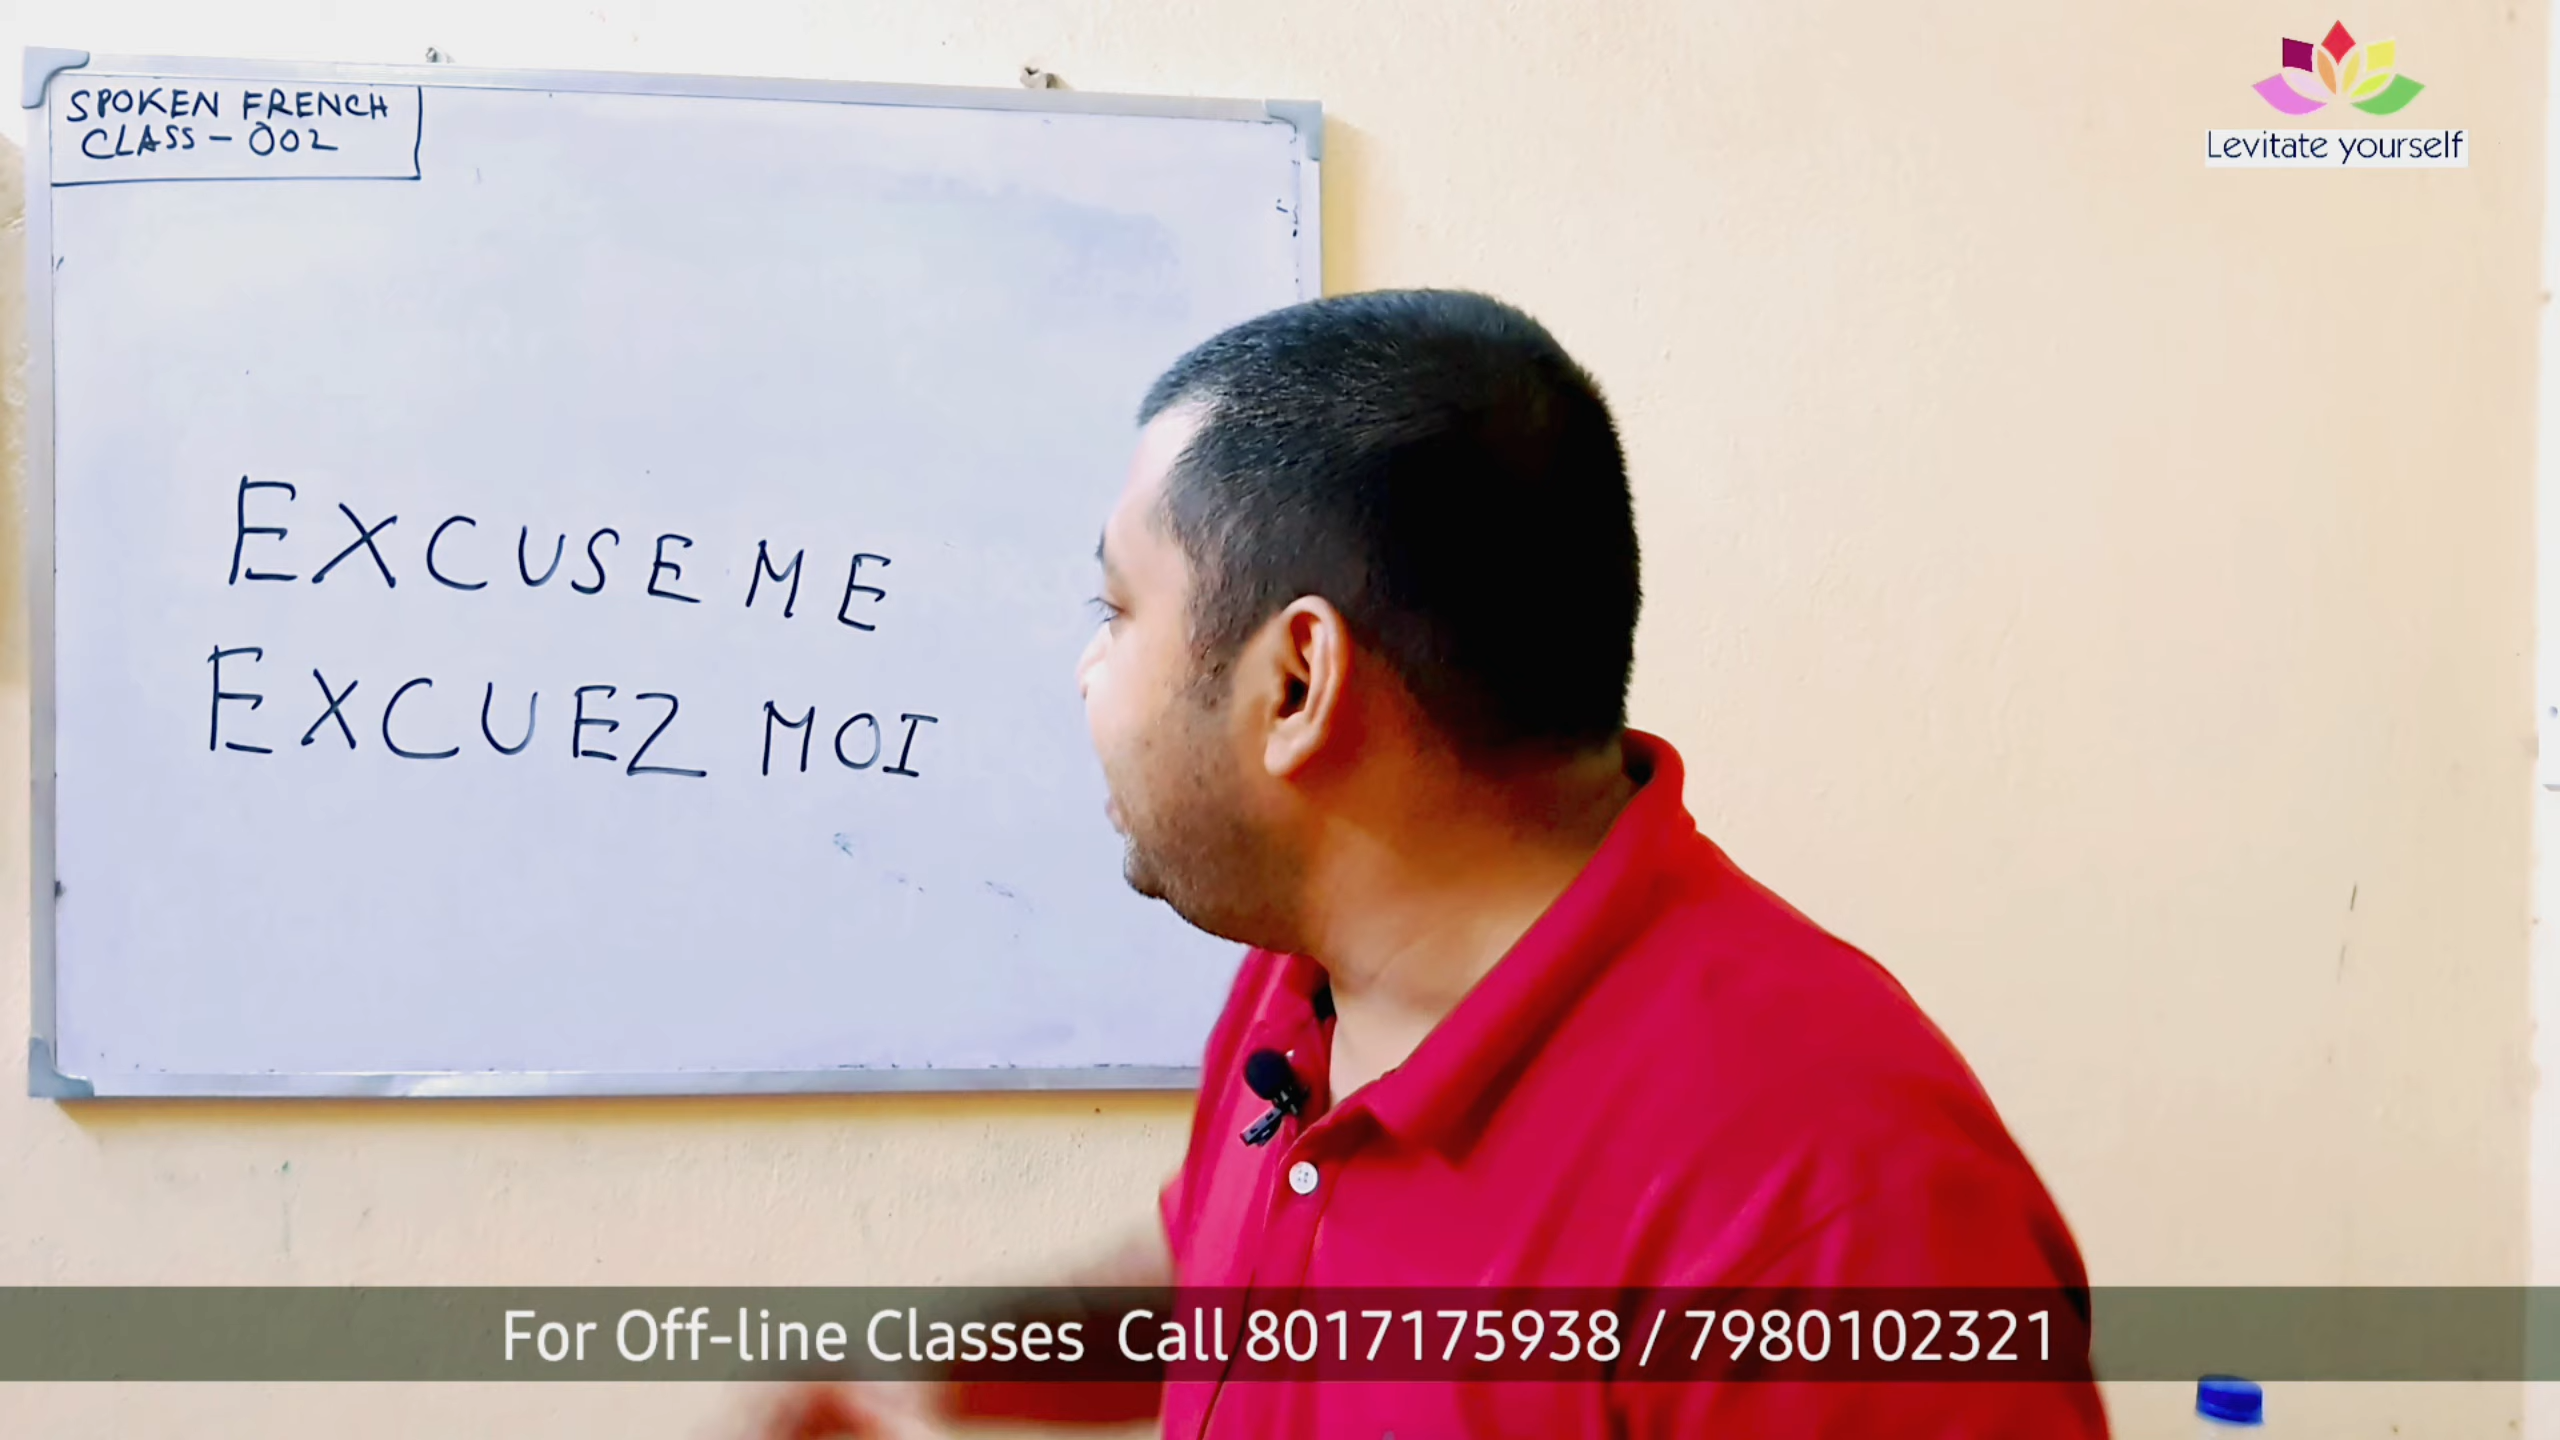 SPOKEN FRENCH
CLASS - 002
Levitate yourself
EXCUSE ME
EXCUEZ MOI
For Off-line Classes Call 8017175938 / 7980102321